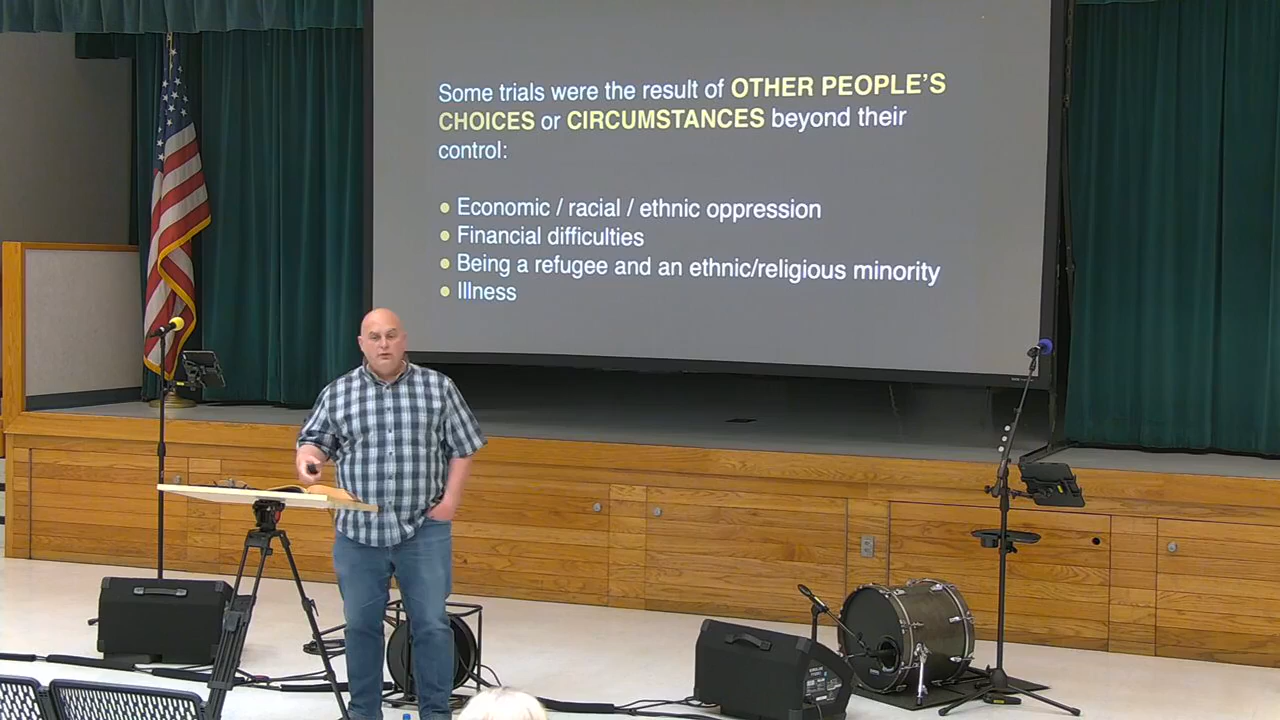 Some trials were the result of OTHER PEOPLE'S
CHOICES or CIRCUMSTANCES beyond their
control:
• Economic / racial / ethnic oppression
• Financial difficulties
• Being a refugee and an ethnic/religious minority
• Illness